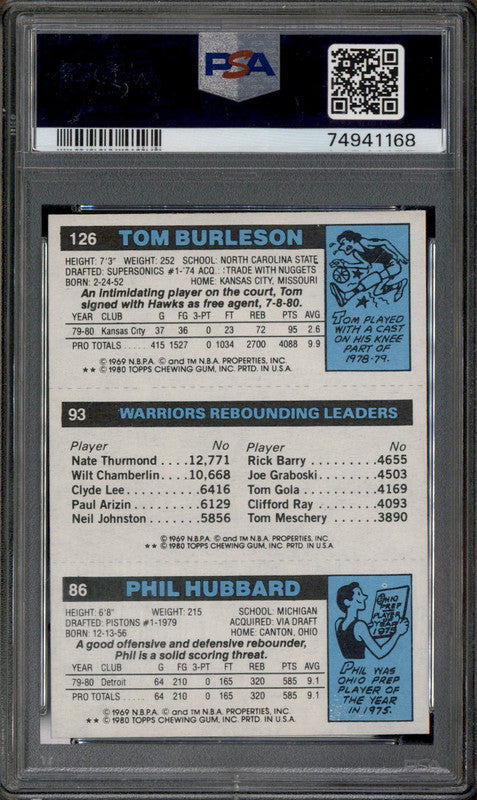 PSA
74941168
126 TOM BURLESON
HEIGHT: 7'3" WEIGHT: 252 SCHOOL: NORTH CAROLINA STATE
DRAFTED: SUPERSONICS #1-74 ACQ.: TRADE WITH NUGGETS
BORN: 2-24-52 HOME: KANSAS CITY, MISSOURI
An intimidating player on the court, Tom
signed with Hawks as free agent, 7-8-80.
YEAR CLUB G FG 3-PT FT REB PTS AVG
79-80 Kansas City 37 36 0 23 72 95 2.6
PRO TOTALS ..... 415 1527 0 1034 2700 4088 9.9
© 1969 N.B.P.A. © and TM N.B.A. PROPERTIES, INC.
★★ © 1980 TOPPS CHEWING GUM, INC. PRTD. IN U.S.A.
TOM PLAYED
WITH A CAST
ON HIS KNEE
PART OF
1978-79.
93 WARRIORS REBOUNDING LEADERS
Player No Player No
Nate Thurmond .... 12,771 Rick Barry ........ 4655
Wilt Chamberlin ... 10,668 Joe Graboski ...... 4503
Clyde Lee ......... 6416 Tom Gola ......... 4169
Paul Arizin ........ 6129 Clifford Ray ....... 4093
Neil Johnston ...... 5856 Tom Meschery ..... 3890
© 1969 N.B.P.A. © and TM N.B.A. PROPERTIES, INC.
★★ © 1980 TOPPS CHEWING GUM, INC. PRTD IN U.S.A.
86 PHIL HUBBARD
HEIGHT: 6'8" WEIGHT: 215 SCHOOL: MICHIGAN
DRAFTED: PISTONS #1-1979 ACQUIRED: VIA DRAFT
BORN: 12-13-56 HOME: CANTON, OHIO
A good offensive and defensive rebounder,
Phil is a solid scoring threat.
YEAR CLUB G FG 3-PT FT REB PTS AVG
79-80 Detroit 64 210 0 165 320 585 9.1
PRO TOTALS ....... 64 210 0 165 320 585 9.1
© 1969 N.B.P.A. © and TM N.B.A. PROPERTIES, INC.
★★ © 1980 TOPPS CHEWING GUM, INC. PRTD. IN U.S.A.
OHIO PREP
PLAYER
YEAR
1975
PHIL WAS
OHIO PREP
PLAYER OF
THE YEAR
IN 1975.